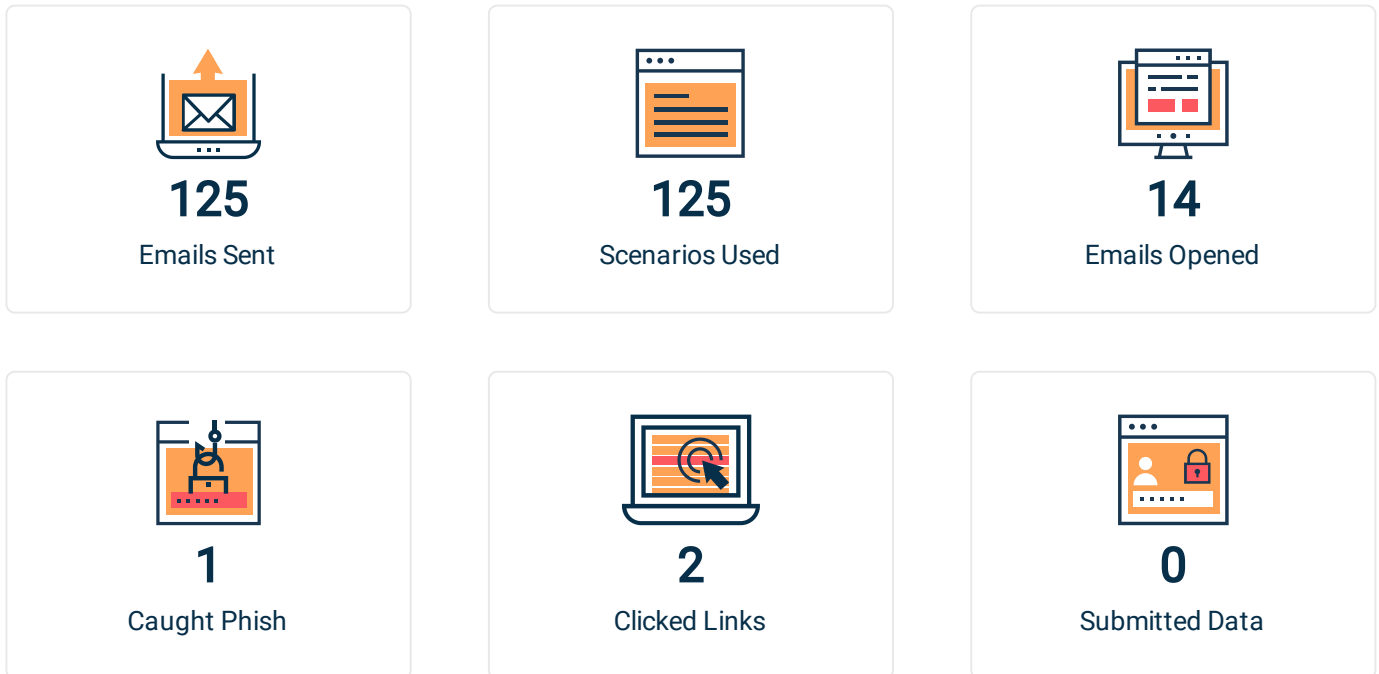 125
Emails Sent
125
Scenarios Used
14
Emails Opened
1
Caught Phish
2
Clicked Links
0
Submitted Data